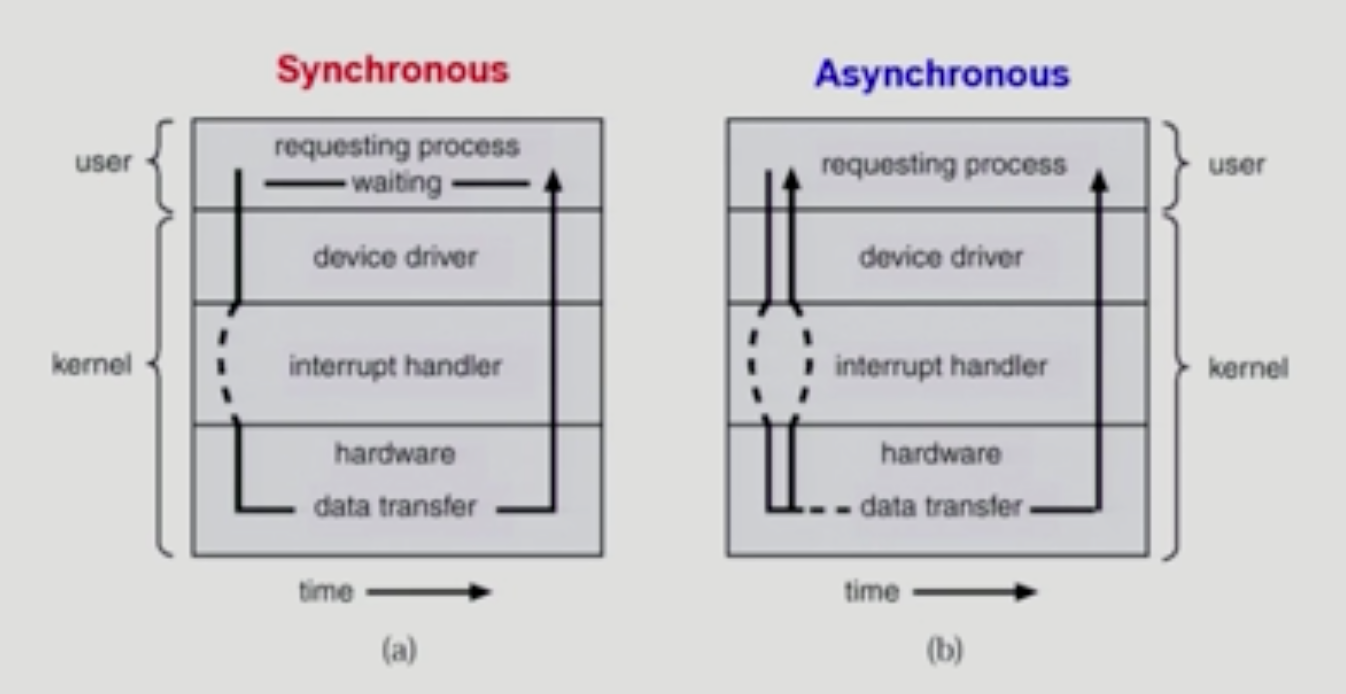 Synchronous
user
requesting process
waiting
device driver
kernel
interrupt handler
hardware
data transfer
time
(a)
Asynchronous
requesting process
user
device driver
interrupt handler
kernel
hardware
data transfer
time
(b)